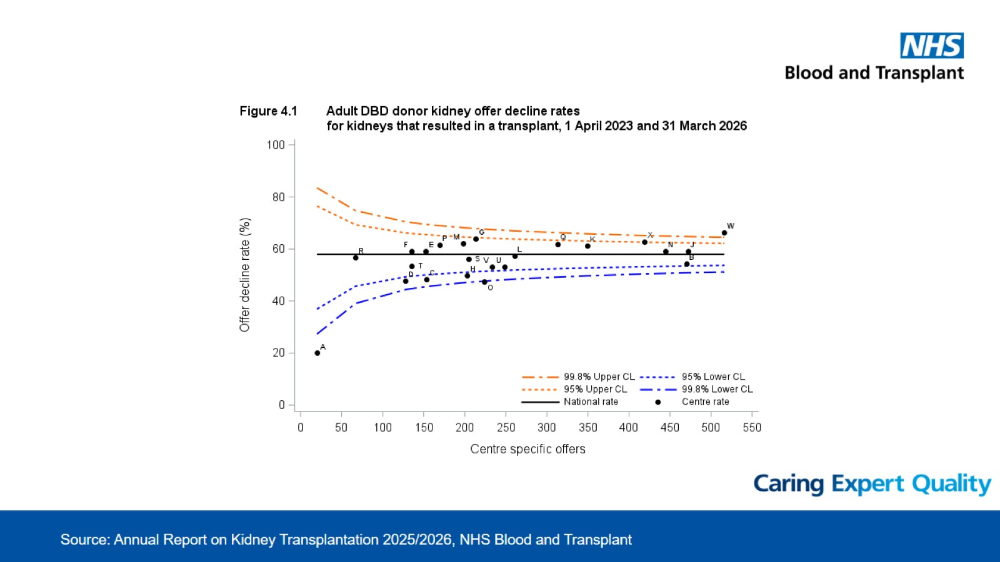 NHS
Blood and Transplant
Figure 4.1 Adult DBD donor kidney offer decline rates
for kidneys that resulted in a transplant, 1 April 2023 and 31 March 2026
100
80
60
40
20
0
Offer decline rate (%)
W
G
Q
K
X
P
M
F
E
N
J
R
L
B
S
V
U
T
H
D
C
O
A
99.8% Upper CL
95% Lower CL
95% Upper CL
99.8% Lower CL
National rate
Centre rate
0 50 100 150 200 250 300 350 400 450 500 550
Centre specific offers
Caring Expert Quality
Source: Annual Report on Kidney Transplantation 2025/2026, NHS Blood and Transplant